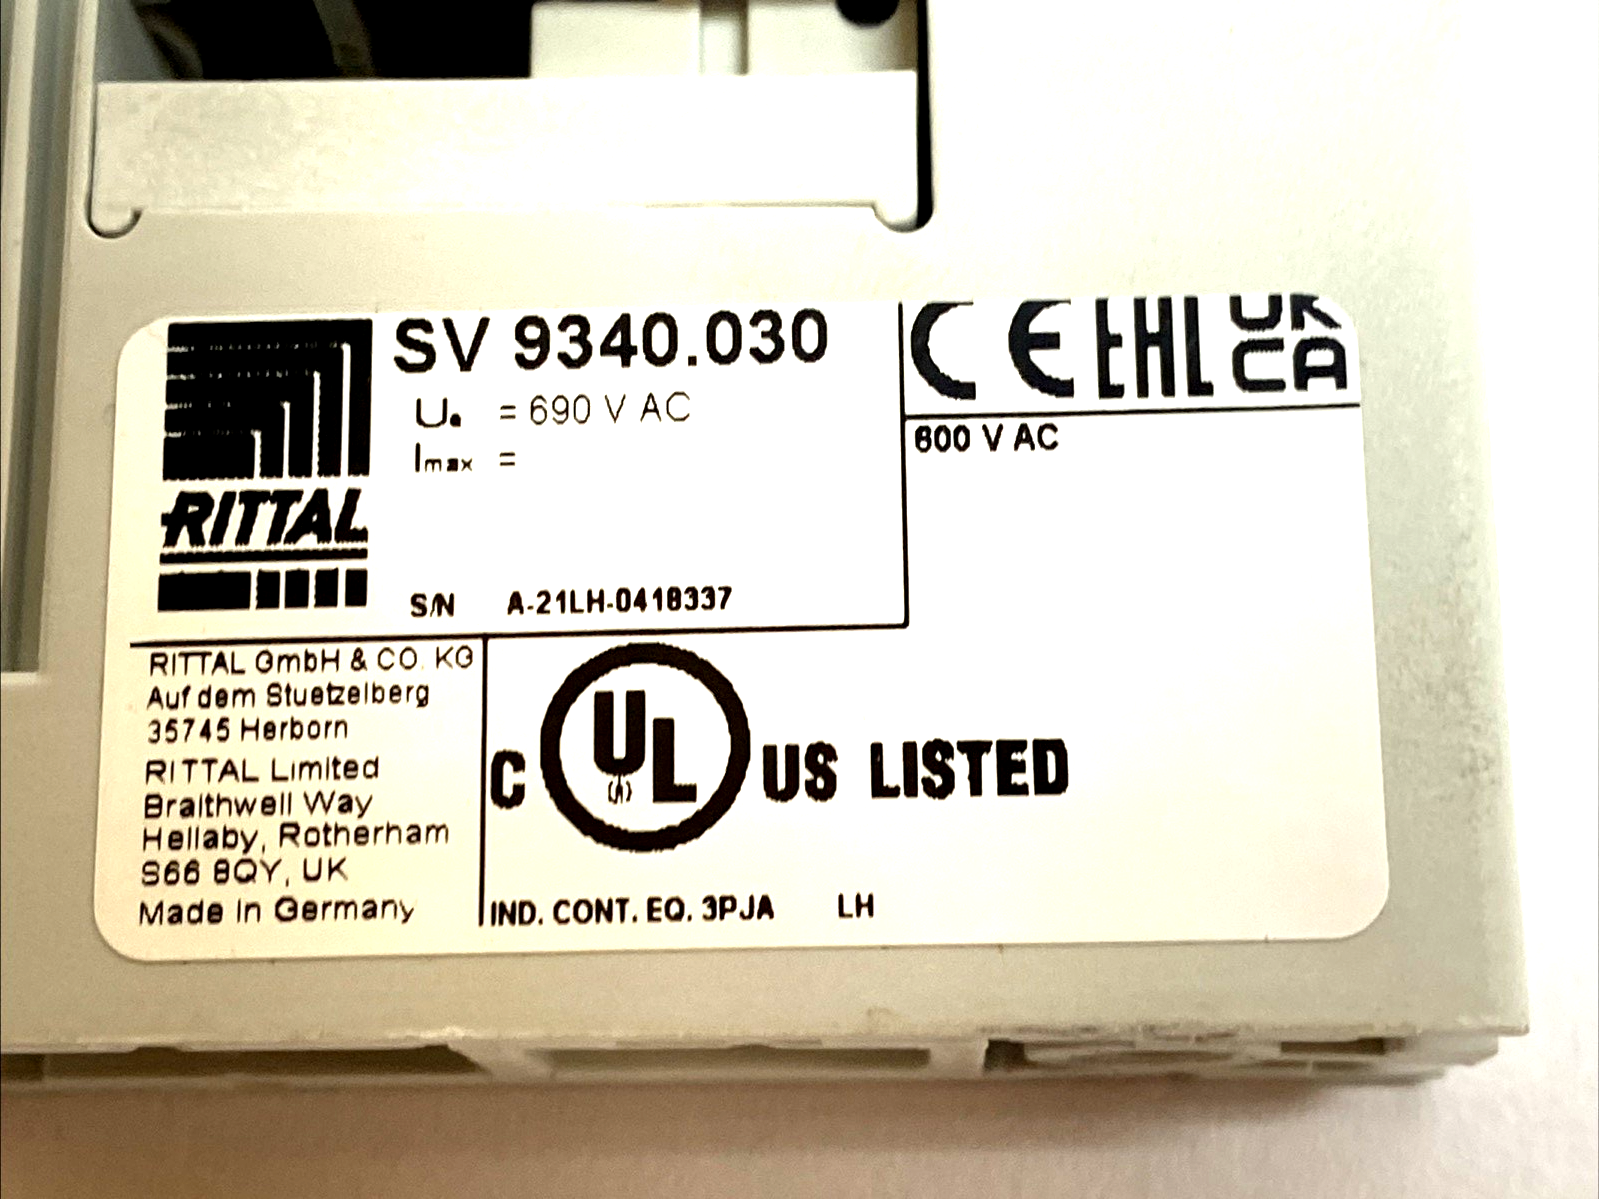 SV 9340.030
Ue = 690 V AC
Imax =
RITTAL
S/N A-21LH-0418337
CE EAC UK
CA
600 V AC
RITTAL GmbH & CO. KG
Auf dem Stuetzelberg
35745 Herborn
RITTAL Limited
Braithwell Way
Hellaby, Rotherham
S66 8QY, UK
Made in Germany
C UL US LISTED
IND. CONT. EQ. 3PJA LH